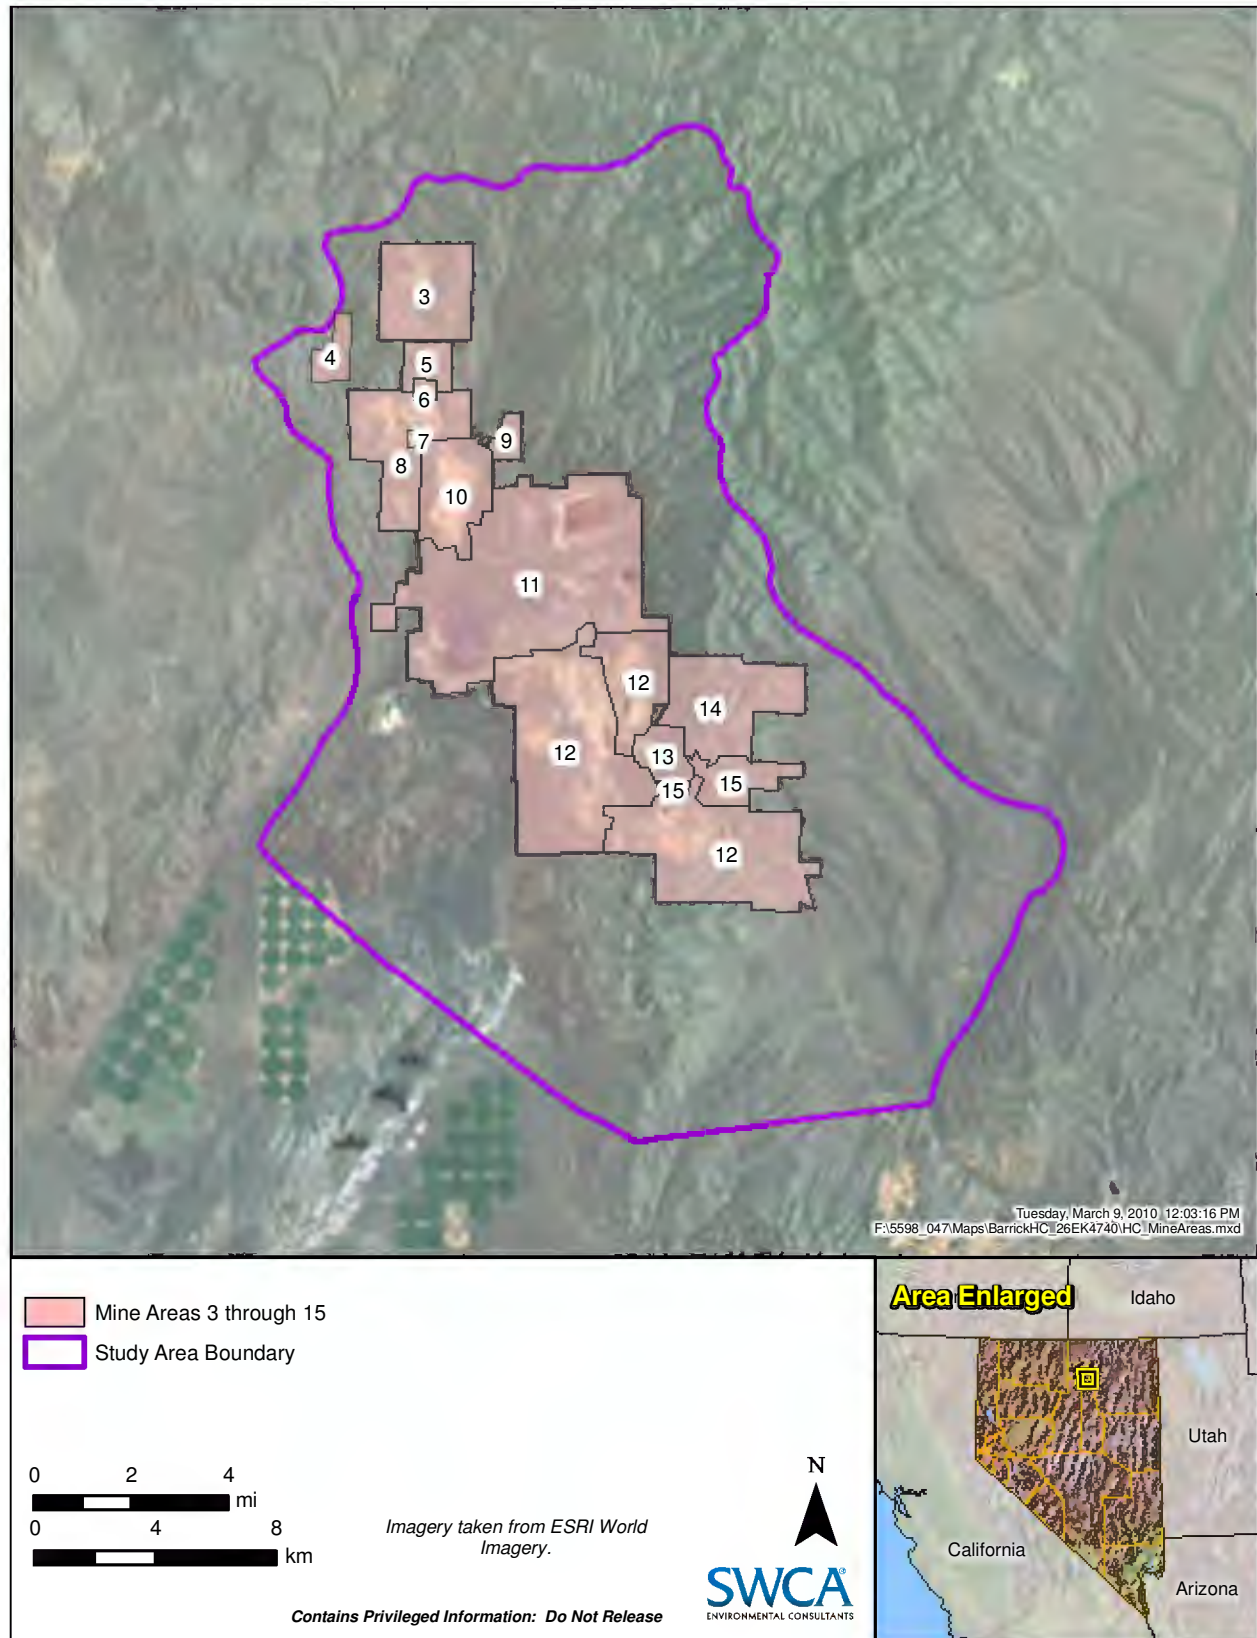 3
4
5
6
7
9
8
10
11
12
14
12
13
15
15
12
Tuesday, March 9, 2010 12:03:16 PM
F:\5598_047\Maps\BarrickHC_26EK4740\HC_MineAreas.mxd
Mine Areas 3 through 15
Study Area Boundary
0 2 4
mi
0 4 8
km
Imagery taken from ESRI World
Imagery.
Contains Privileged Information: Do Not Release
N
SWCA
ENVIRONMENTAL CONSULTANTS
Area Enlarged
Idaho
Utah
California
Arizona